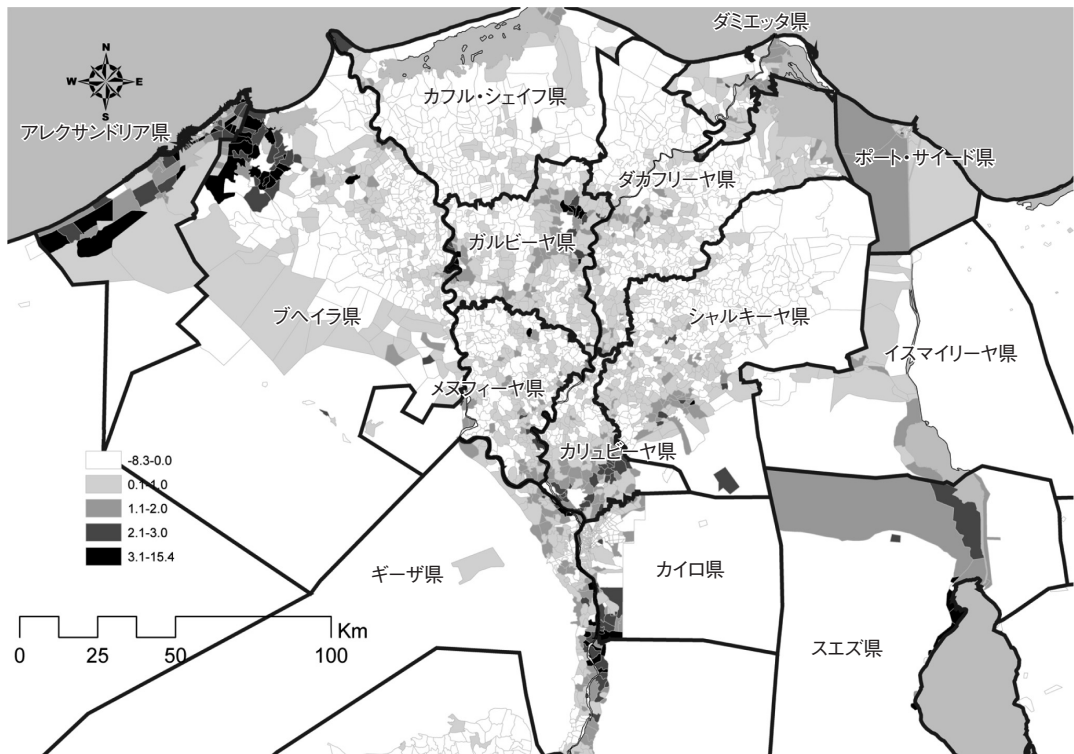 ダミエッタ県
N
W E
S
カフル・シェイフ県
アレクサンドリア県
ポート・サイード県
ダカフリーヤ県
ガルビーヤ県
ブヘイラ県
シャルキーヤ県
イスマイリーヤ県
メヌフィーヤ県
カリュビーヤ県
-8.3-0.0
0.1-1.0
1.1-2.0
2.1-3.0
3.1-15.4
ギーザ県
カイロ県
スエズ県
Km
0 25 50 100